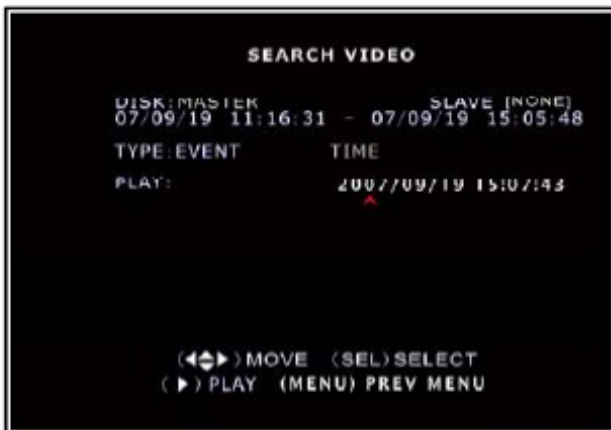 SEARCH VIDEO
DISK:MASTER SLAVE [NONE]
07/09/19 11:16:31 - 07/09/19 15:05:48
TYPE:EVENT TIME
PLAY: 2007/09/19 15:07:43
(◀◆▶)MOVE (SEL)SELECT
(▶)PLAY (MENU) PREV MENU